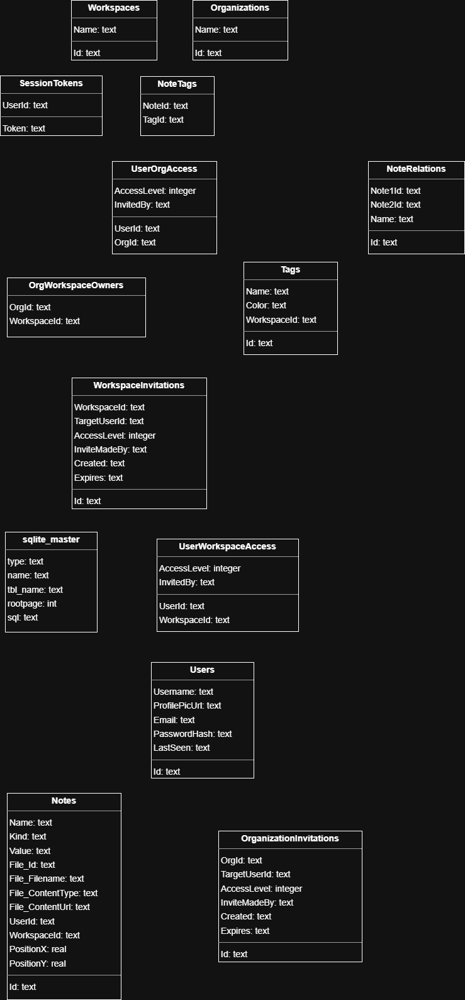 Workspaces
Name: text
Id: text
Organizations
Name: text
Id: text
SessionTokens
UserId: text
Token: text
NoteTags
NoteId: text
TagId: text
UserOrgAccess
AccessLevel: integer
InvitedBy: text
UserId: text
OrgId: text
NoteRelations
Note1Id: text
Note2Id: text
Name: text
Id: text
Tags
Name: text
Color: text
WorkspaceId: text
Id: text
OrgWorkspaceOwners
OrgId: text
WorkspaceId: text
WorkspaceInvitations
WorkspaceId: text
TargetUserId: text
AccessLevel: integer
InviteMadeBy: text
Created: text
Expires: text
Id: text
sqlite_master
type: text
name: text
tbl_name: text
rootpage: int
sql: text
UserWorkspaceAccess
AccessLevel: integer
InvitedBy: text
UserId: text
WorkspaceId: text
Users
Username: text
ProfilePicUrl: text
Email: text
PasswordHash: text
LastSeen: text
Id: text
Notes
Name: text
Kind: text
Value: text
File_Id: text
File_Filename: text
File_ContentType: text
File_ContentUrl: text
UserId: text
WorkspaceId: text
PositionX: real
PositionY: real
Id: text
OrganizationInvitations
OrgId: text
TargetUserId: text
AccessLevel: integer
InviteMadeBy: text
Created: text
Expires: text
Id: text